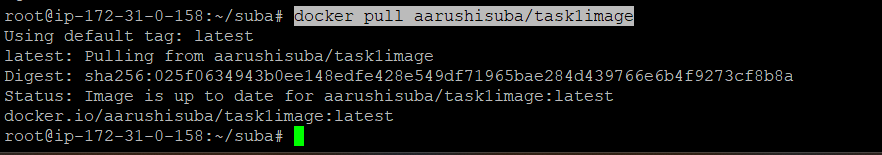 root@ip-172-31-0-158:~/suba# docker pull aarushisuba/task1image
Using default tag: latest
latest: Pulling from aarushisuba/task1image
Digest: sha256:025f0634943b0ee148edfe428e549df71965bae284d439766e6b4f9273cf8b8a
Status: Image is up to date for aarushisuba/task1image:latest
docker.io/aarushisuba/task1image:latest
root@ip-172-31-0-158:~/suba#